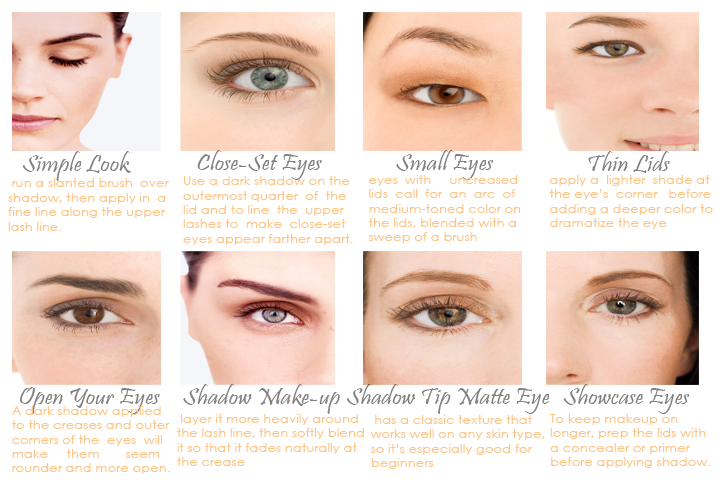 Simple Look
run a slanted brush over
shadow, then apply in a
fine line along the upper
lash line.
Close-Set Eyes
Use a dark shadow on the
outermost quarter of the
lid and to line the upper
lashes to make close-set
eyes appear farther apart.
Small Eyes
eyes with uncreased
lids call for an arc of
medium-toned color on
the lids, blended with a
sweep of a brush
Thin Lids
apply a lighter shade at
the eye's corner before
adding a deeper color to
dramatize the eye
Open Your Eyes
A dark shadow applied
to the creases and outer
corners of the eyes will
make them seem
rounder and more open.
Shadow Make-up
layer it more heavily around
the lash line, then softly blend
it so that it fades naturally at
the crease
Shadow Tip Matte Eye
has a classic texture that
works well on any skin type,
so it's especially good for
beginners
Showcase Eyes
To keep makeup on
longer, prep the lids with
a concealer or primer
before applying shadow.